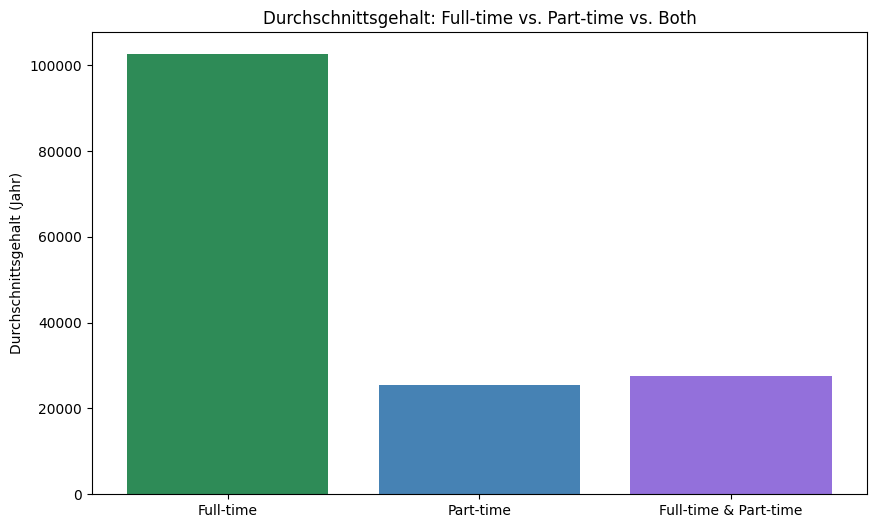 Durchschnittsgehalt: Full-time vs. Part-time vs. Both
Durchschnittsgehalt (Jahr)
100000
80000
60000
40000
20000
0
Full-time
Part-time
Full-time & Part-time